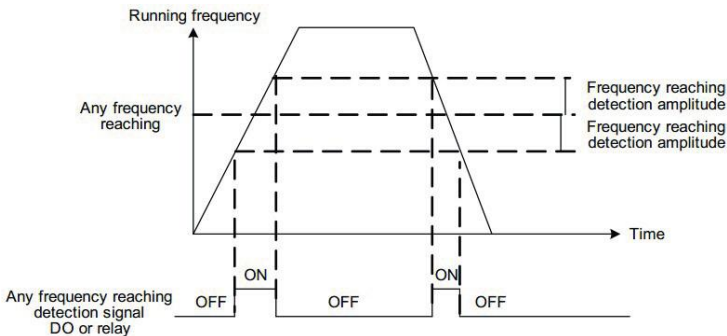 Running frequency
Any frequency
reaching
Frequency reaching
detection amplitude
Frequency reaching
detection amplitude
Time
ON
ON
OFF
OFF
OFF
Any frequency reaching
detection signal
DO or relay